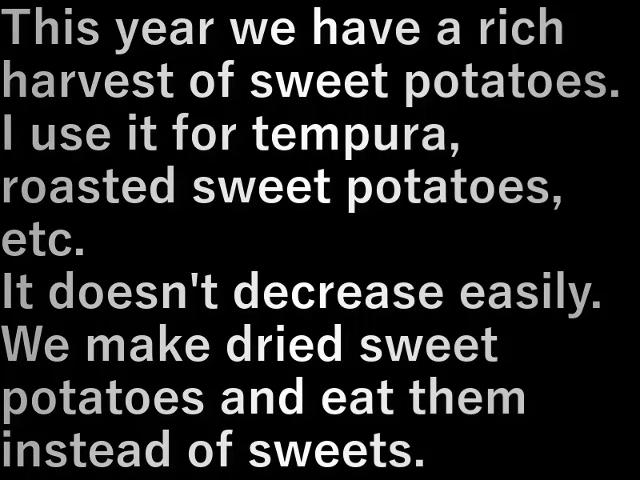 This year we have a rich
harvest of sweet potatoes.
I use it for tempura,
roasted sweet potatoes,
etc.
It doesn't decrease easily.
We make dried sweet
potatoes and eat them
instead of sweets.